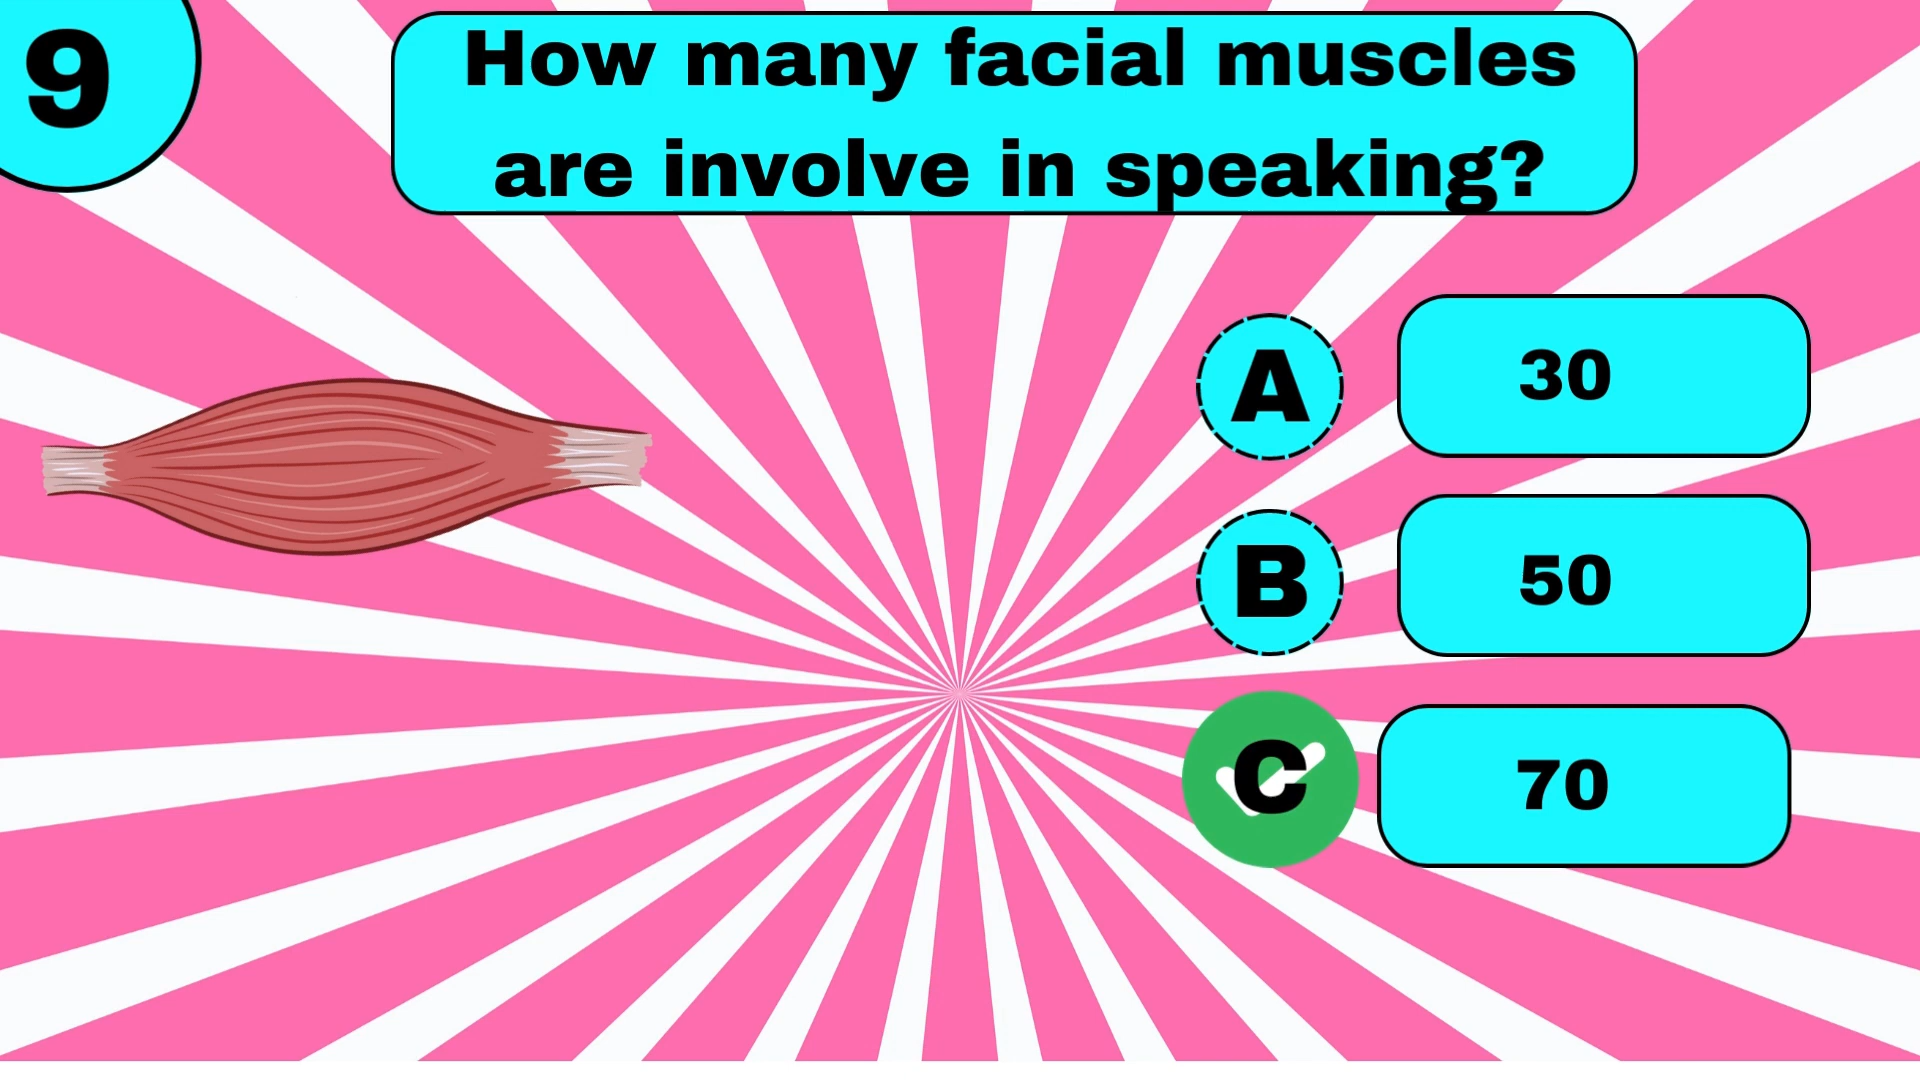 9
How many facial muscles
are involve in speaking?
A
30
B
50
C
70